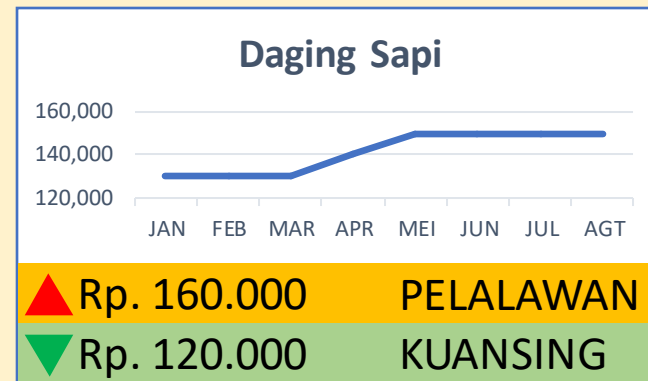 Daging Sapi
160,000
140,000
120,000
JAN FEB MAR APR MEI JUN JUL AGT
Rp. 160.000 PELALAWAN
Rp. 120.000 KUANSING